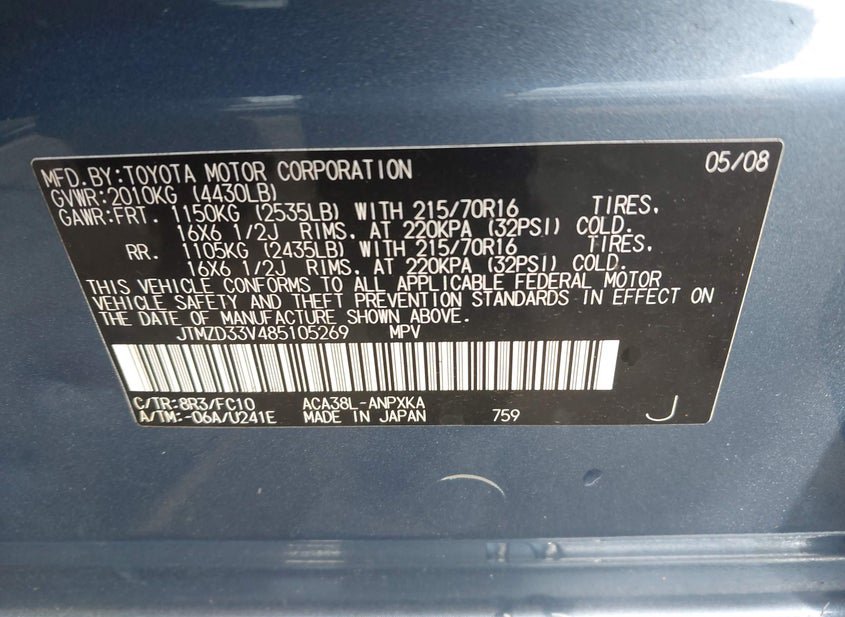 MFD. BY: TOYOTA MOTOR CORPORATION 05/08
GVWR: 2010KG (4430LB)
GAWR: FRT. 1150KG (2535LB) WITH 215/70R16 TIRES,
16X6 1/2J RIMS, AT 220KPA (32PSI) COLD.
RR. 1105KG (2435LB) WITH 215/70R16 TIRES,
16X6 1/2J RIMS, AT 220KPA (32PSI) COLD.
THIS VEHICLE CONFORMS TO ALL APPLICABLE FEDERAL MOTOR
VEHICLE SAFETY AND THEFT PREVENTION STANDARDS IN EFFECT ON
THE DATE OF MANUFACTURE SHOWN ABOVE.
JTMZD33V485105269 MPV
C/TR: 8R3/FC10 ACA38L-ANPXKA
A/TM: -06A/U241E MADE IN JAPAN 759 J